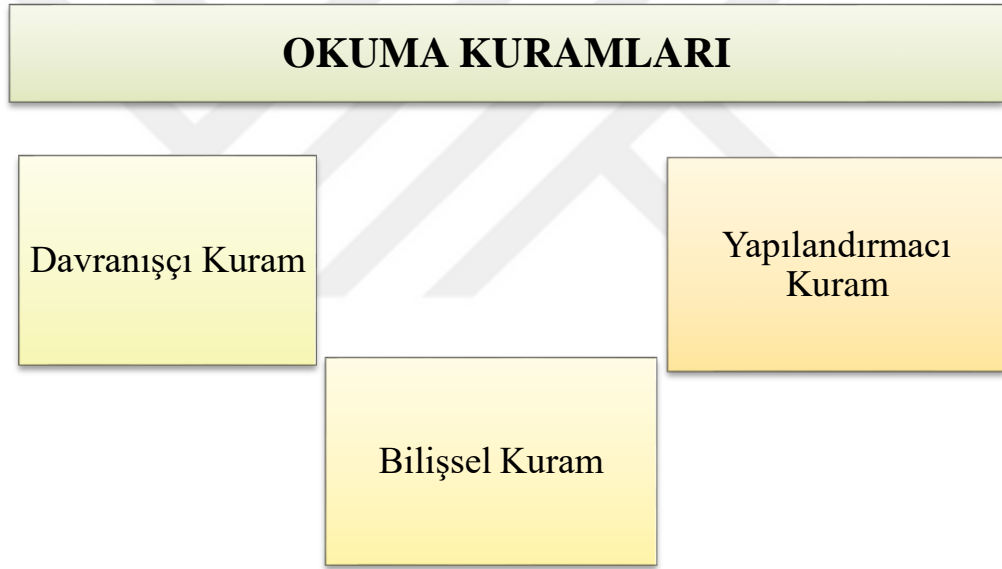 OKUMA KURAMLARI
Davranışçı Kuram
Yapılandırmacı
Kuram
Bilişsel Kuram